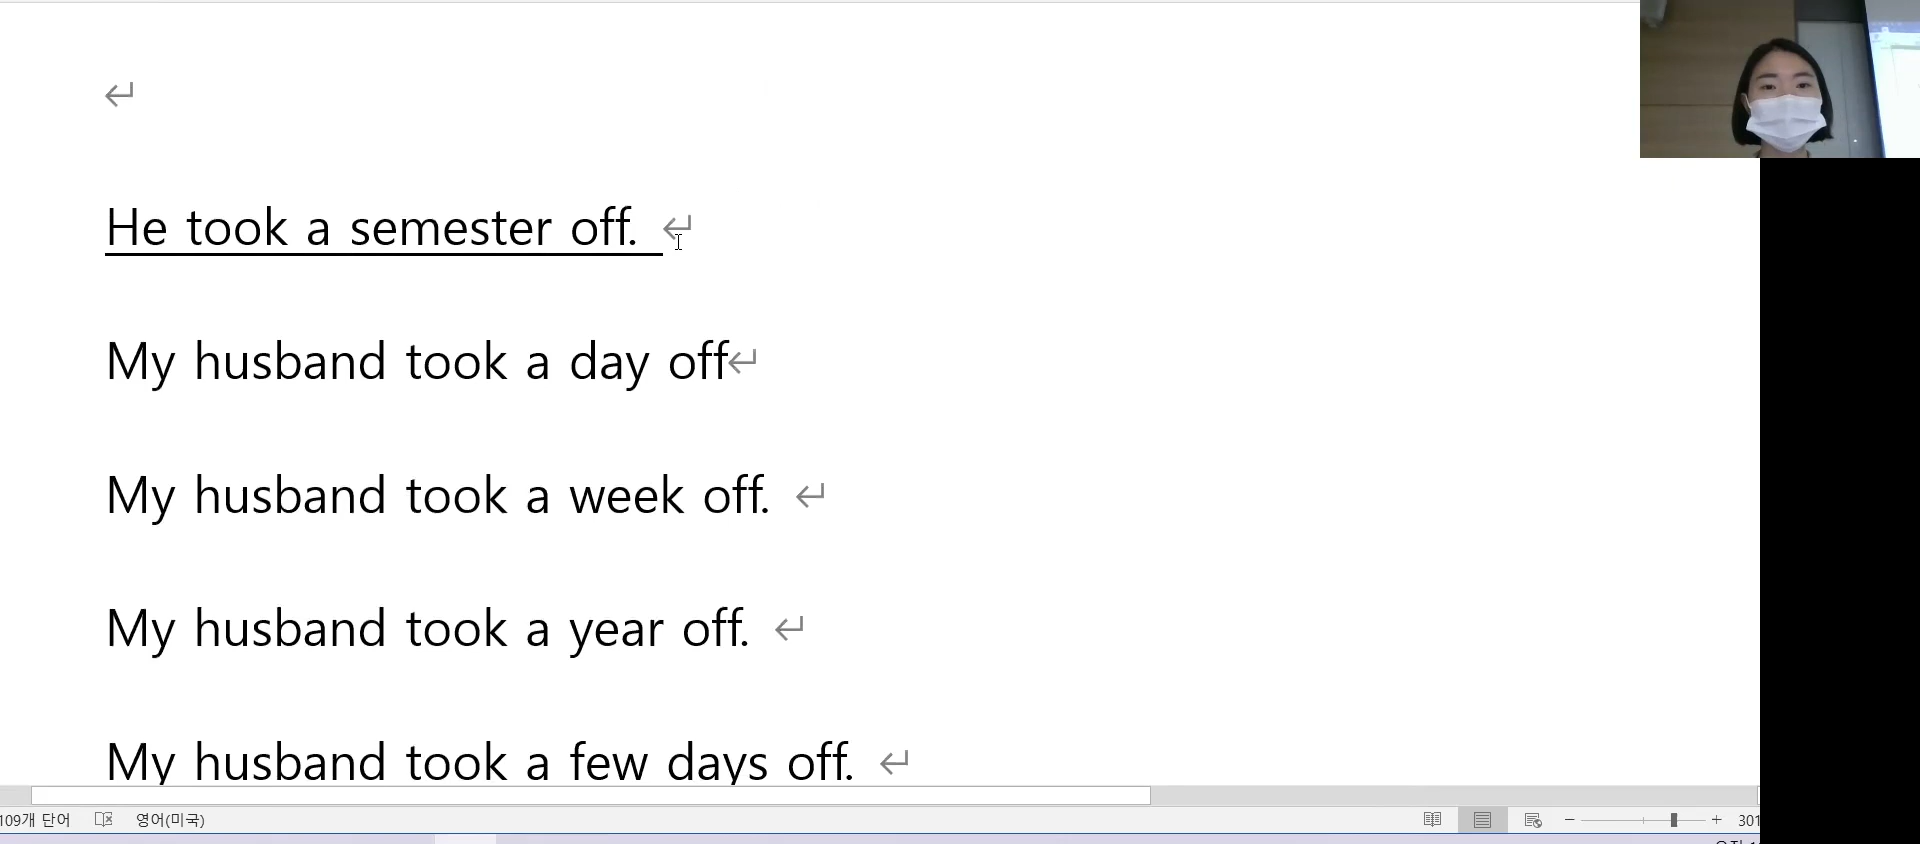 He took a semester off.
My husband took a day off
My husband took a week off.
My husband took a year off.
My husband took a few days off.
109개 단어 영어(미국) 301